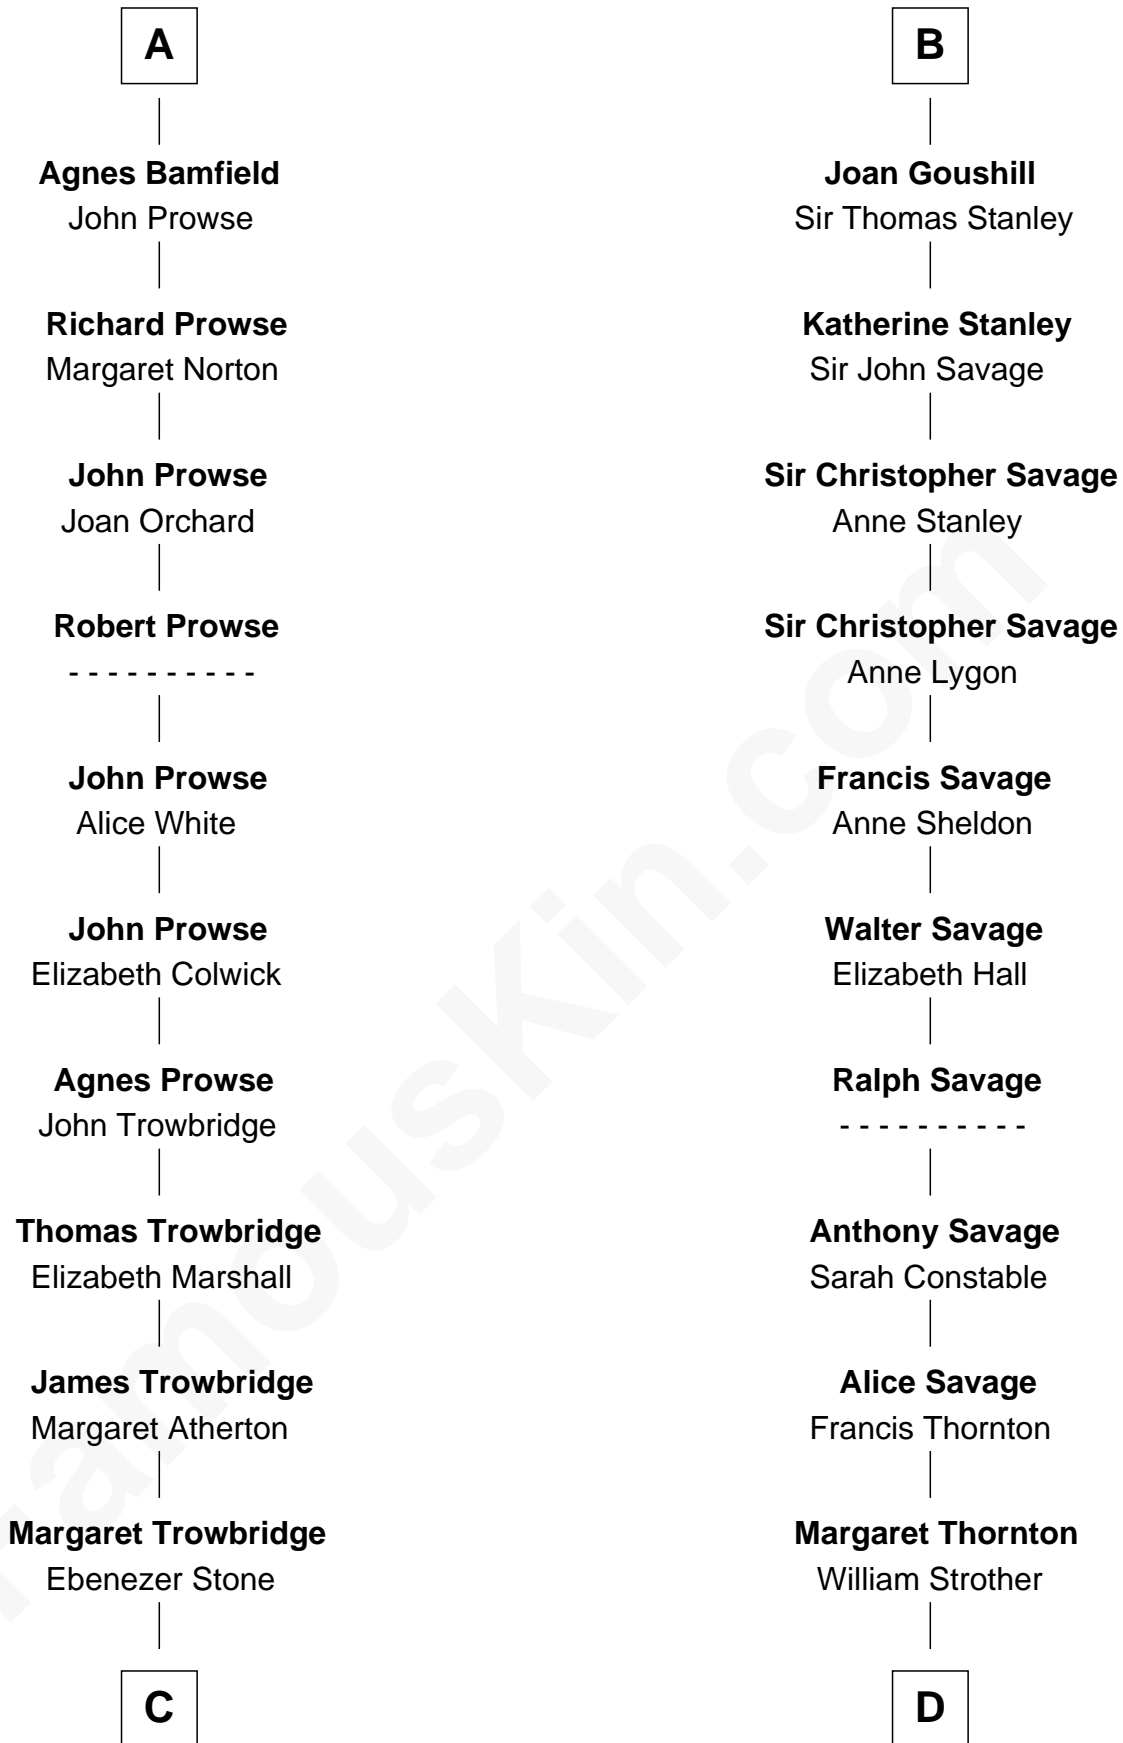 A
Agnes Bamfield
John Prowse
Richard Prowse
Margaret Norton
John Prowse
Joan Orchard
Robert Prowse
- - - - - - - - - -
John Prowse
Alice White
John Prowse
Elizabeth Colwick
Agnes Prowse
John Trowbridge
Thomas Trowbridge
Elizabeth Marshall
James Trowbridge
Margaret Atherton
Margaret Trowbridge
Ebenezer Stone
C
B
Joan Goushill
Sir Thomas Stanley
Katherine Stanley
Sir John Savage
Sir Christopher Savage
Anne Stanley
Sir Christopher Savage
Anne Lygon
Francis Savage
Anne Sheldon
Walter Savage
Elizabeth Hall
Ralph Savage
- - - - - - - - - -
Anthony Savage
Sarah Constable
Alice Savage
Francis Thornton
Margaret Thornton
William Strother
D
FamousKin.com